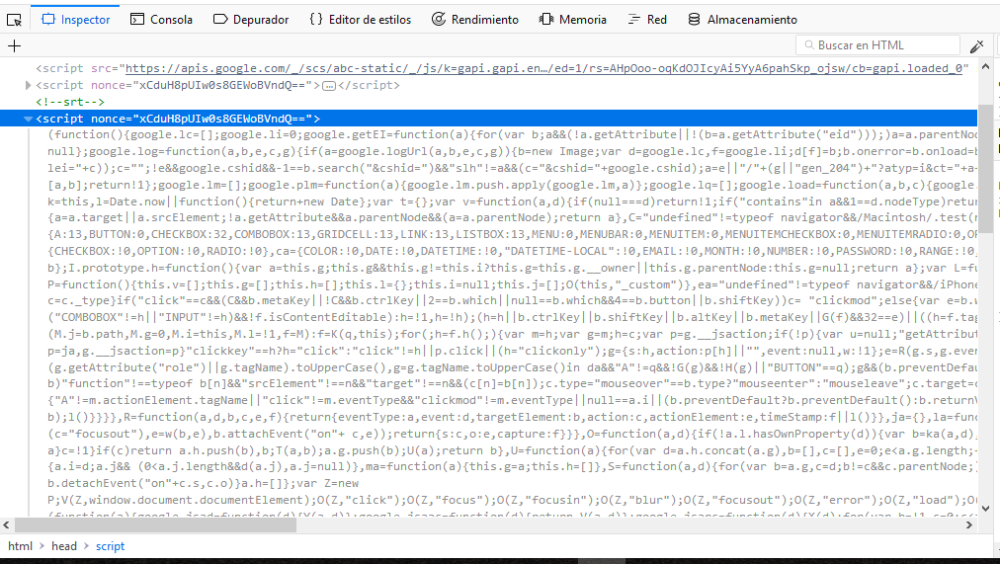 Inspector Consola Depurador {} Editor de estilos Rendimiento Memoria Red Almacenamiento
+ Buscar en HTML
<script src="https://apis.google.com/_/scs/abc-static/_/js/k=gapi.gapi.en…/ed=1/rs=AHpOoo-oqKdOJIcyAi5YyA6pahSkp_ojsw/cb=gapi.loaded_0"
<script nonce="xCduH8pUIw0s8GEWoBVndQ==">…</script>
<!--srt-->
<script nonce="xCduH8pUIw0s8GEWoBVndQ==">
(function(){google.lc=[];google.li=0;google.getEI=function(a){for(var b;a&&(!a.getAttribute||!(b=a.getAttribute("eid")));)a=a.parentNod
null};google.log=function(a,b,e,c,g){if(a=google.logUrl(a,b,e,c,g)){b=new Image;var d=google.lc,f=google.li;d[f]=b;b.onerror=b.onload=b
lei="+c));c="";!e&&google.cshid&&-1==b.search("&cshid=")&&"slh"!=a&&(c="&cshid="+google.cshid);a=e||"/"+(g||"gen_204")+"?atyp=i&ct="+a-
[a,b];return!1};google.lm=[];google.plm=function(a){google.lm.push.apply(google.lm,a)};google.lq=[];google.load=function(a,b,c){google.
k=this,l=Date.now||function(){return+new Date};var t={};var v=function(a,d){if(null===d)return!1;if("contains"in a&&1==d.nodeType)return
{a=a.target||a.srcElement;!a.getAttribute&&a.parentNode&&(a=a.parentNode);return a},C="undefined"!=typeof navigator&&/Macintosh/.test(n
{A:13,BUTTON:0,CHECKBOX:32,COMBOBOX:13,GRIDCELL:13,LINK:13,LISTBOX:13,MENU:0,MENUBAR:0,MENUITEM:0,MENUITEMCHECKBOX:0,MENUITEMRADIO:0,OP
{CHECKBOX:!0,OPTION:!0,RADIO:!0},ca={COLOR:!0,DATE:!0,DATETIME:!0,"DATETIME-LOCAL":!0,EMAIL:!0,MONTH:!0,NUMBER:!0,PASSWORD:!0,RANGE:!0,
b};I.prototype.h=function(){var a=this.g;this.g&&this.g!=this.i?this.g=this.g.__owner||this.g.parentNode:this.g=null;return a};var L=fu
P=function(){this.v=[];this.g=[];this.h=[];this.l={};this.i=null;this.j=[];O(this,"_custom")},ea="undefined"!=typeof navigator&&/iPhone
c=c._type}if("click"==c&&(C&&b.metaKey||!C&&b.ctrlKey||2==b.which||null==b.which&&4==b.button||b.shiftKey))c= "clickmod";else{var e=b.w
("COMBOBOX"!=h||"INPUT"!=h)&&!f.isContentEditable):h=!1,h=!h);(h=h||b.ctrlKey||b.shiftKey||b.altKey||b.metaKey||G(f)&&32==e)||((h=f.tag
(M.j=b.path,M.g=0,M.i=this,M.l=!1,f=M):f=K(q,this);for(;h=f.h();){var m=h;var g=m;h=c;var p=g.__jsaction;if(!p){var u=null;"getAttribut
p=ja,g.__jsaction=p}"clickkey"==h?h="click":"click"!=h||p.click||(h="clickonly");g={s:h,action:p[h]||"",event:null,w:!1};e=R(g.s,g.even
(g.getAttribute("role")||g.tagName).toUpperCase(),g=g.tagName.toUpperCase()in da&&"A"!=q&&!G(g)&&!H(g)||"BUTTON"==q);g&&(b.preventDefau
b)"function"!==typeof b[n]&&"srcElement"!==n&&"target"!==n&&(c[n]=b[n]);c.type="mouseover"==b.type?"mouseenter":"mouseleave";c.target=c
{"A"!=m.actionElement.tagName||"click"!=m.eventType&&"clickmod"!=m.eventType||null==a.i||(b.preventDefault?b.preventDefault():b.returnV
b);l()}}}},R=function(a,d,b,c,e,f){return{eventType:a,event:d,targetElement:b,action:c,actionElement:e,timeStamp:f||l()}},ja={},la=func
(c="focusout"),e=w(b,e),b.attachEvent("on"+ c,e));return{s:c,o:e,capture:f}}},O=function(a,d){if(!a.l.hasOwnProperty(d)){var b=ka(a,d),
a}c=!1}if(c)return a.h.push(b),b;T(a,b);a.g.push(b);U(a);return b},U=function(a){for(var d=a.h.concat(a.g),b=[],c=[],e=0;e<a.g.length;+
{a.i=d;a.j&& (0<a.j.length&&d(a.j),a.j=null)},ma=function(a){this.g=a;this.h=[]},S=function(a,d){for(var b=a.g,c=d;b!=c&&c.parentNode;)
b.detachEvent("on"+c.s,c.o)}a.h=[]};var Z=new
P;V(Z,window.document.documentElement);O(Z,"click");O(Z,"focus");O(Z,"focusin");O(Z,"blur");O(Z,"focusout");O(Z,"error");O(Z,"load");O(
html > head > script